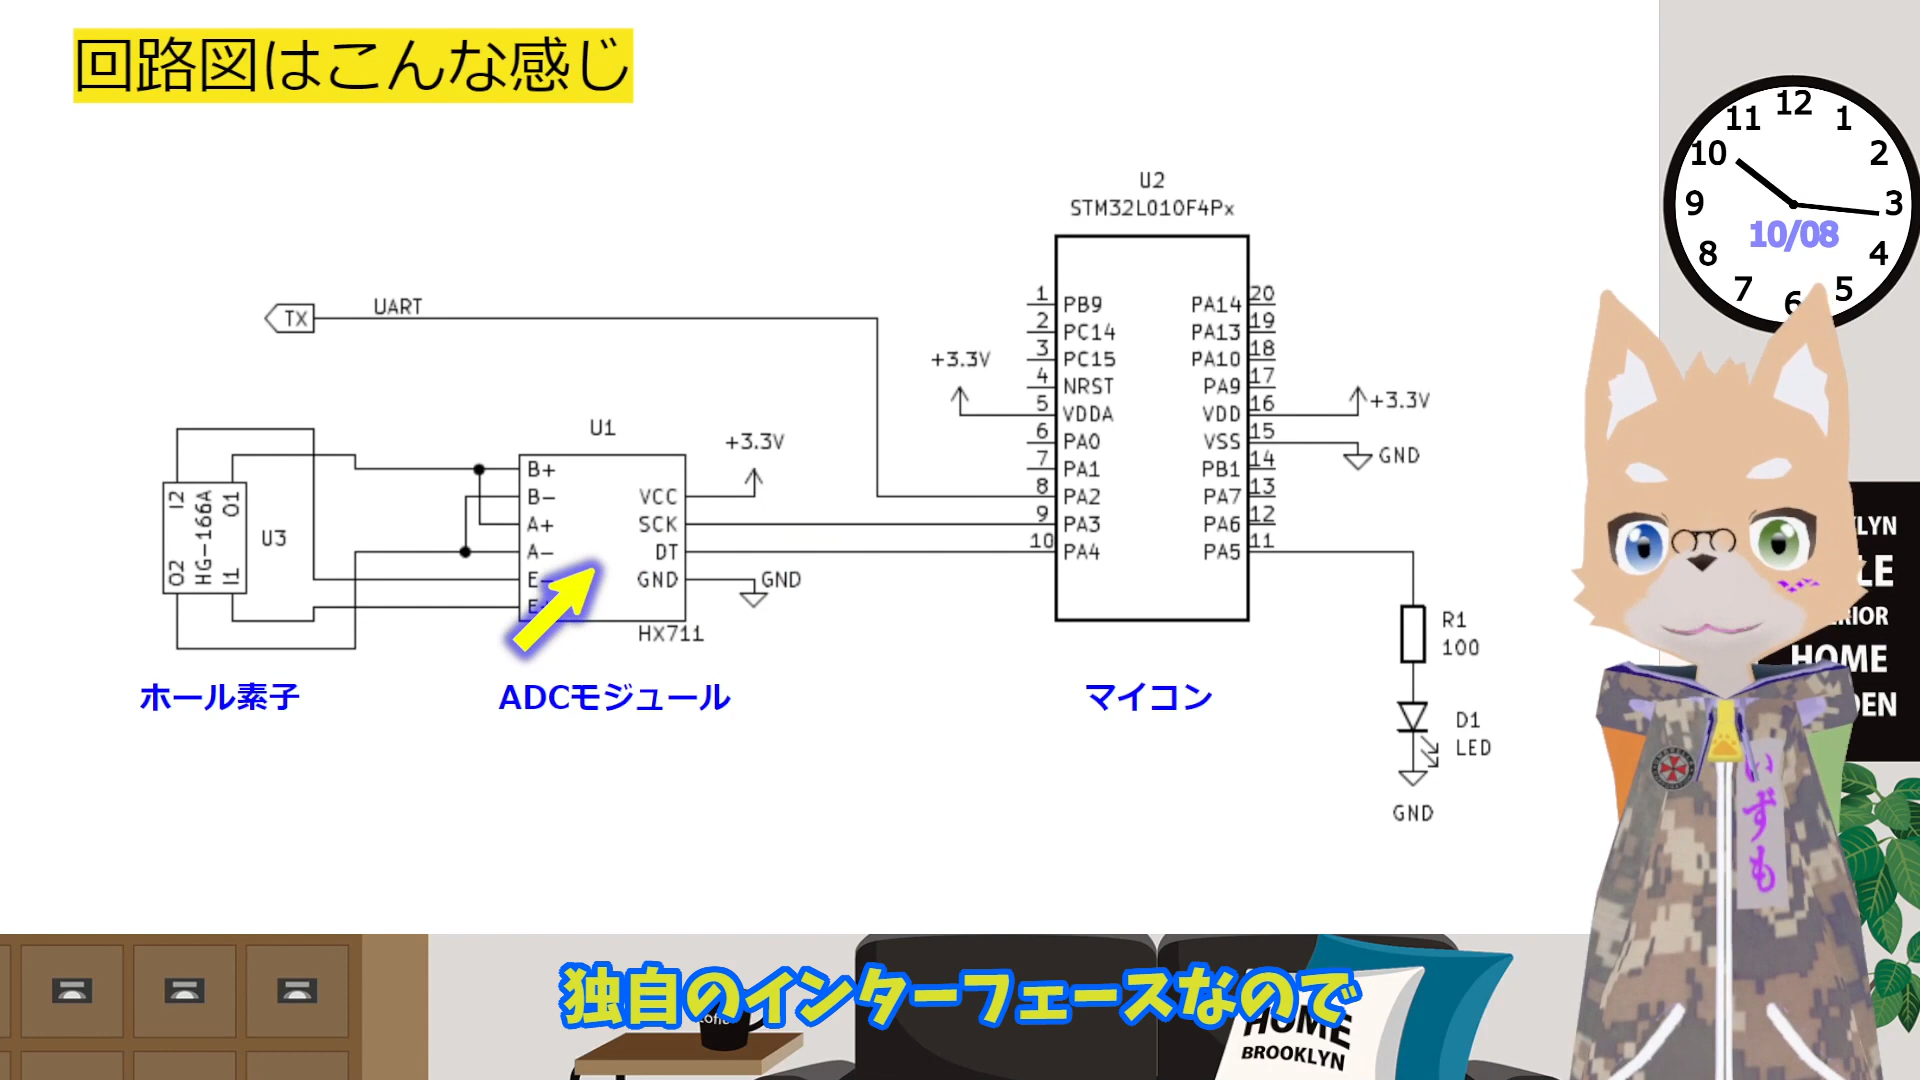 回路図はこんな感じ
12
11
1
10
2
9
3
10/08
8
4
7
5
6
U2
STM32L010F4Px
TX
UART
+3.3V
1
2
3
4
5
6
7
8
9
10
PB9
PC14
PC15
NRST
VDDA
PA0
PA1
PA2
PA3
PA4
PA14
PA13
PA10
PA9
VDD
VSS
PB1
PA7
PA6
PA5
20
19
18
17
16
15
14
13
12
11
+3.3V
GND
U1
+3.3V
B+
B-
A+
A-
E-
VCC
SCK
DT
GND
GND
HX711
I2
O1
HG-166A
O2
I1
U3
R1
100
D1
LED
GND
ホール素子
ADCモジュール
マイコン
LYN
LE
RIOR
HOME
DEN
いずも
独自のインターフェースなので
HOME
BROOKLYN